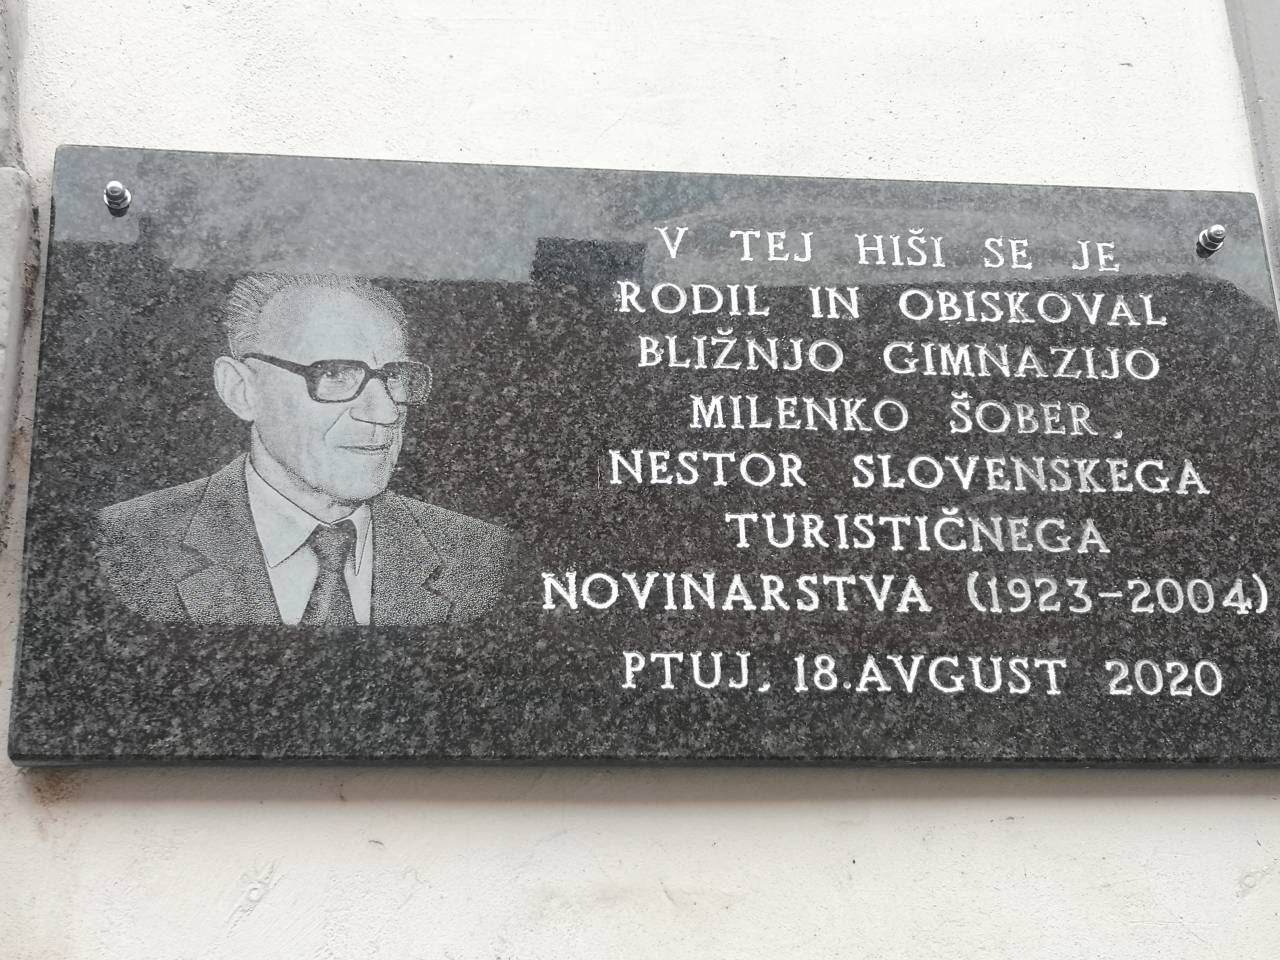 V TEJ HIŠI SE JE
RODIL IN OBISKOVAL
BLIŽNJO GIMNAZIJO
MILENKO ŠOBER,
NESTOR SLOVENSKEGA
TURISTIČNEGA
NOVINARSTVA (1923-2004)
PTUJ, 18.AVGUST 2020